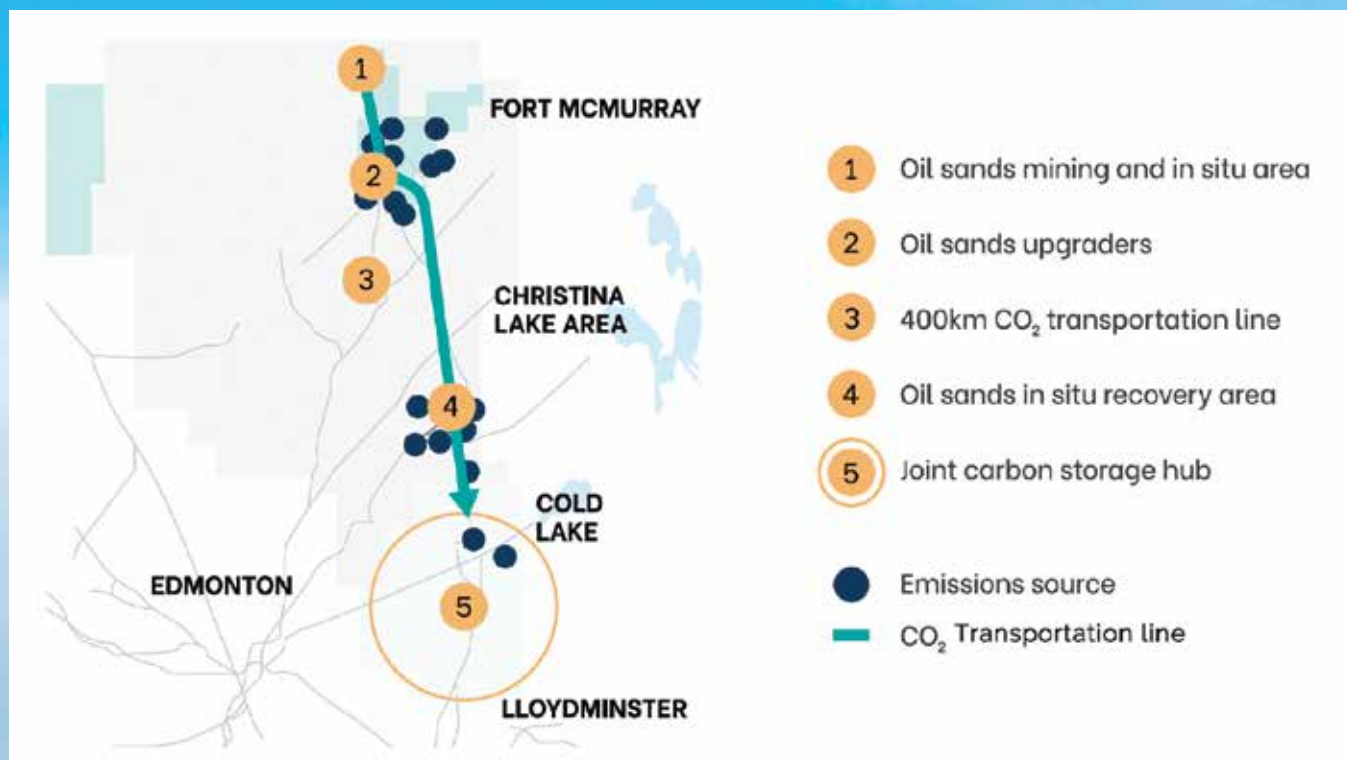 1
FORT MCMURRAY
2
3
CHRISTINA
LAKE AREA
4
COLD
LAKE
EDMONTON
5
LLOYDMINSTER
1 Oil sands mining and in situ area
2 Oil sands upgraders
3 400km CO₂ transportation line
4 Oil sands in situ recovery area
5 Joint carbon storage hub
Emissions source
CO₂ Transportation line